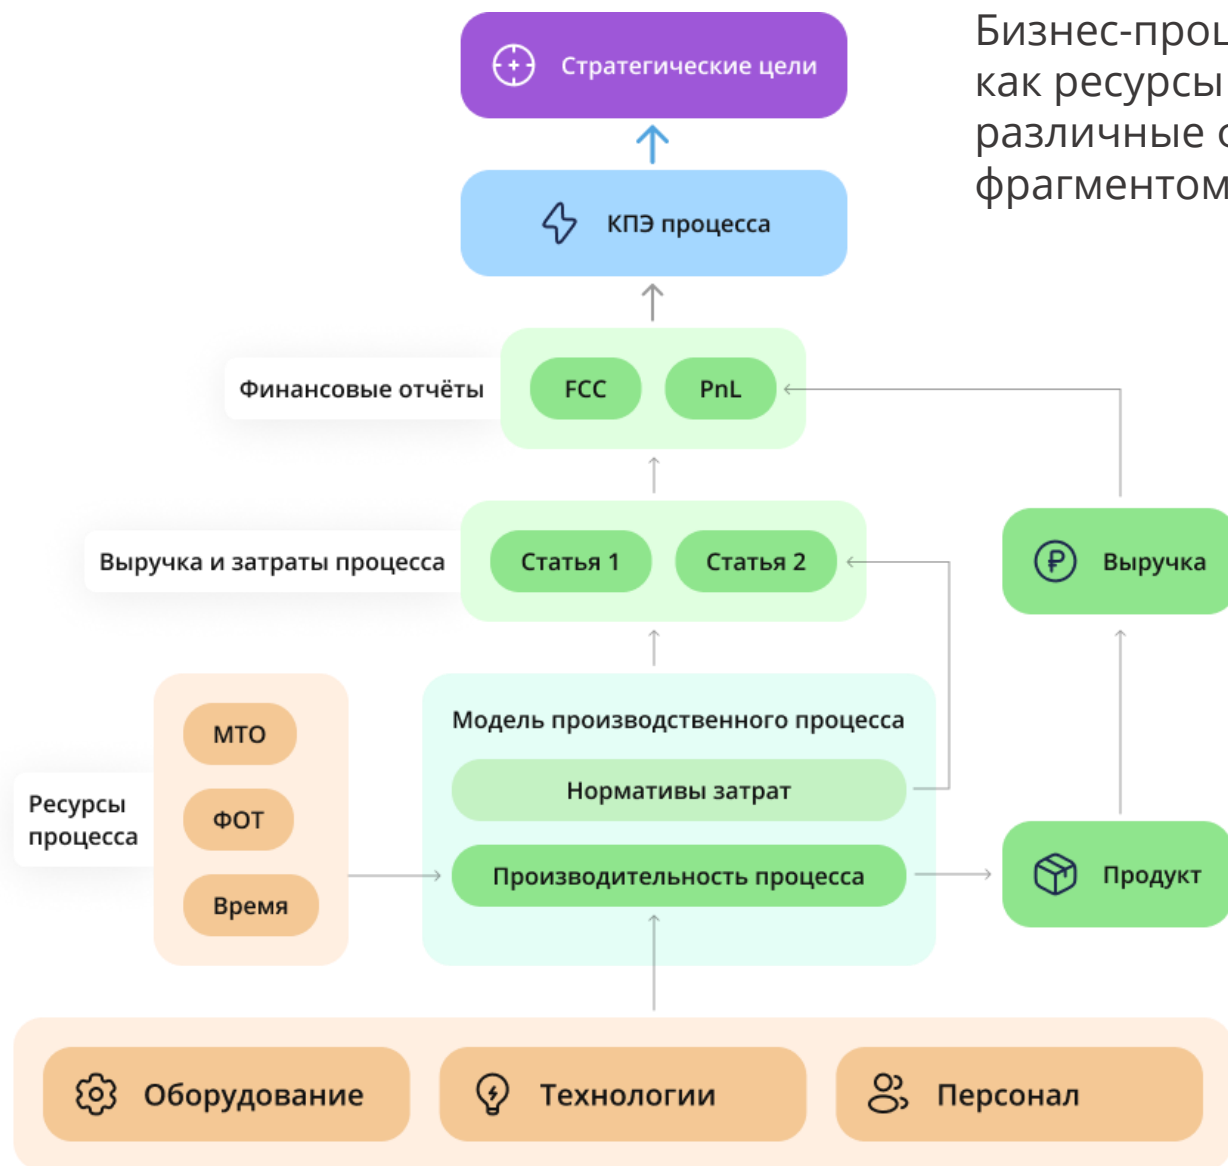 Бизнес-проц
как ресурсы
различные
фрагментом
Стратегические цели
КПЭ процесса
Финансовые отчёты
FCC
PnL
Выручка и затраты процесса
Статья 1
Статья 2
Выручка
МТО
ФОТ
Время
Ресурсы
процесса
Модель производственного процесса
Нормативы затрат
Производительность процесса
Продукт
Оборудование
Технологии
Персонал